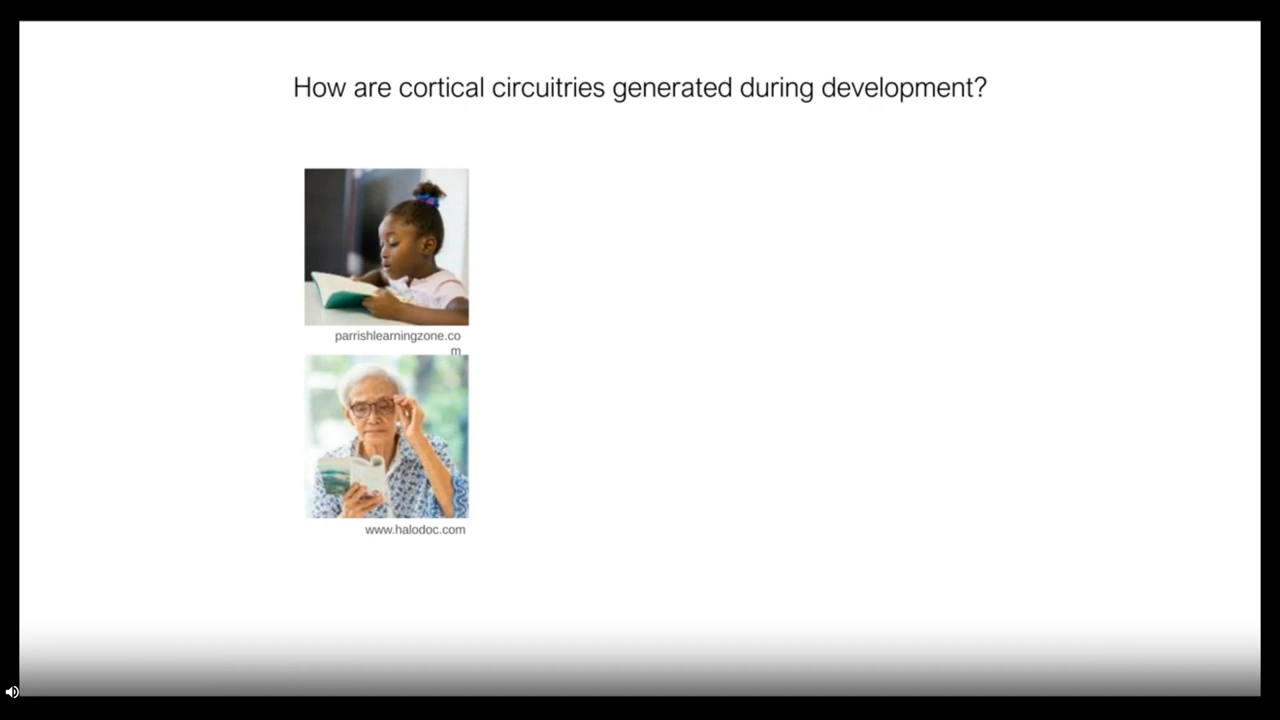 How are cortical circuitries generated during development?
parrishlearningzone.co
m
www.halodoc.com